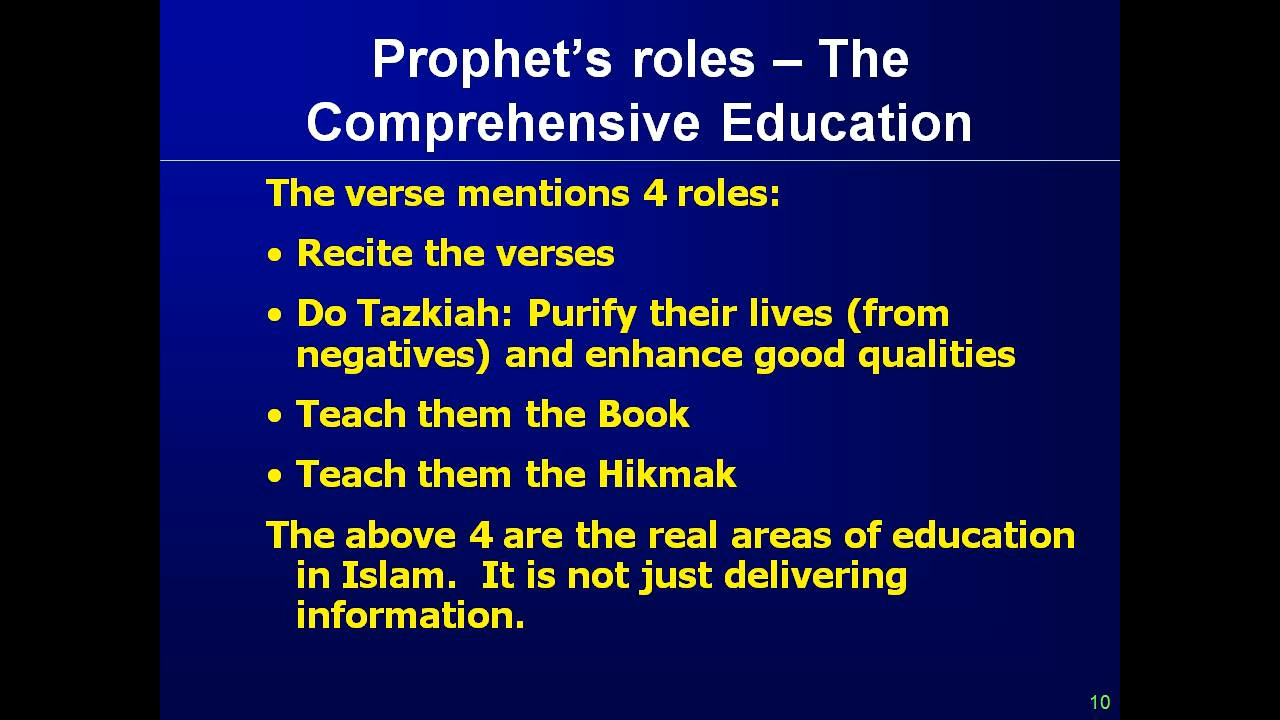 Prophet’s roles – The
Comprehensive Education
The verse mentions 4 roles:
• Recite the verses
• Do Tazkiah: Purify their lives (from
negatives) and enhance good qualities
• Teach them the Book
• Teach them the Hikmak
The above 4 are the real areas of education
in Islam.  It is not just delivering
information.
10